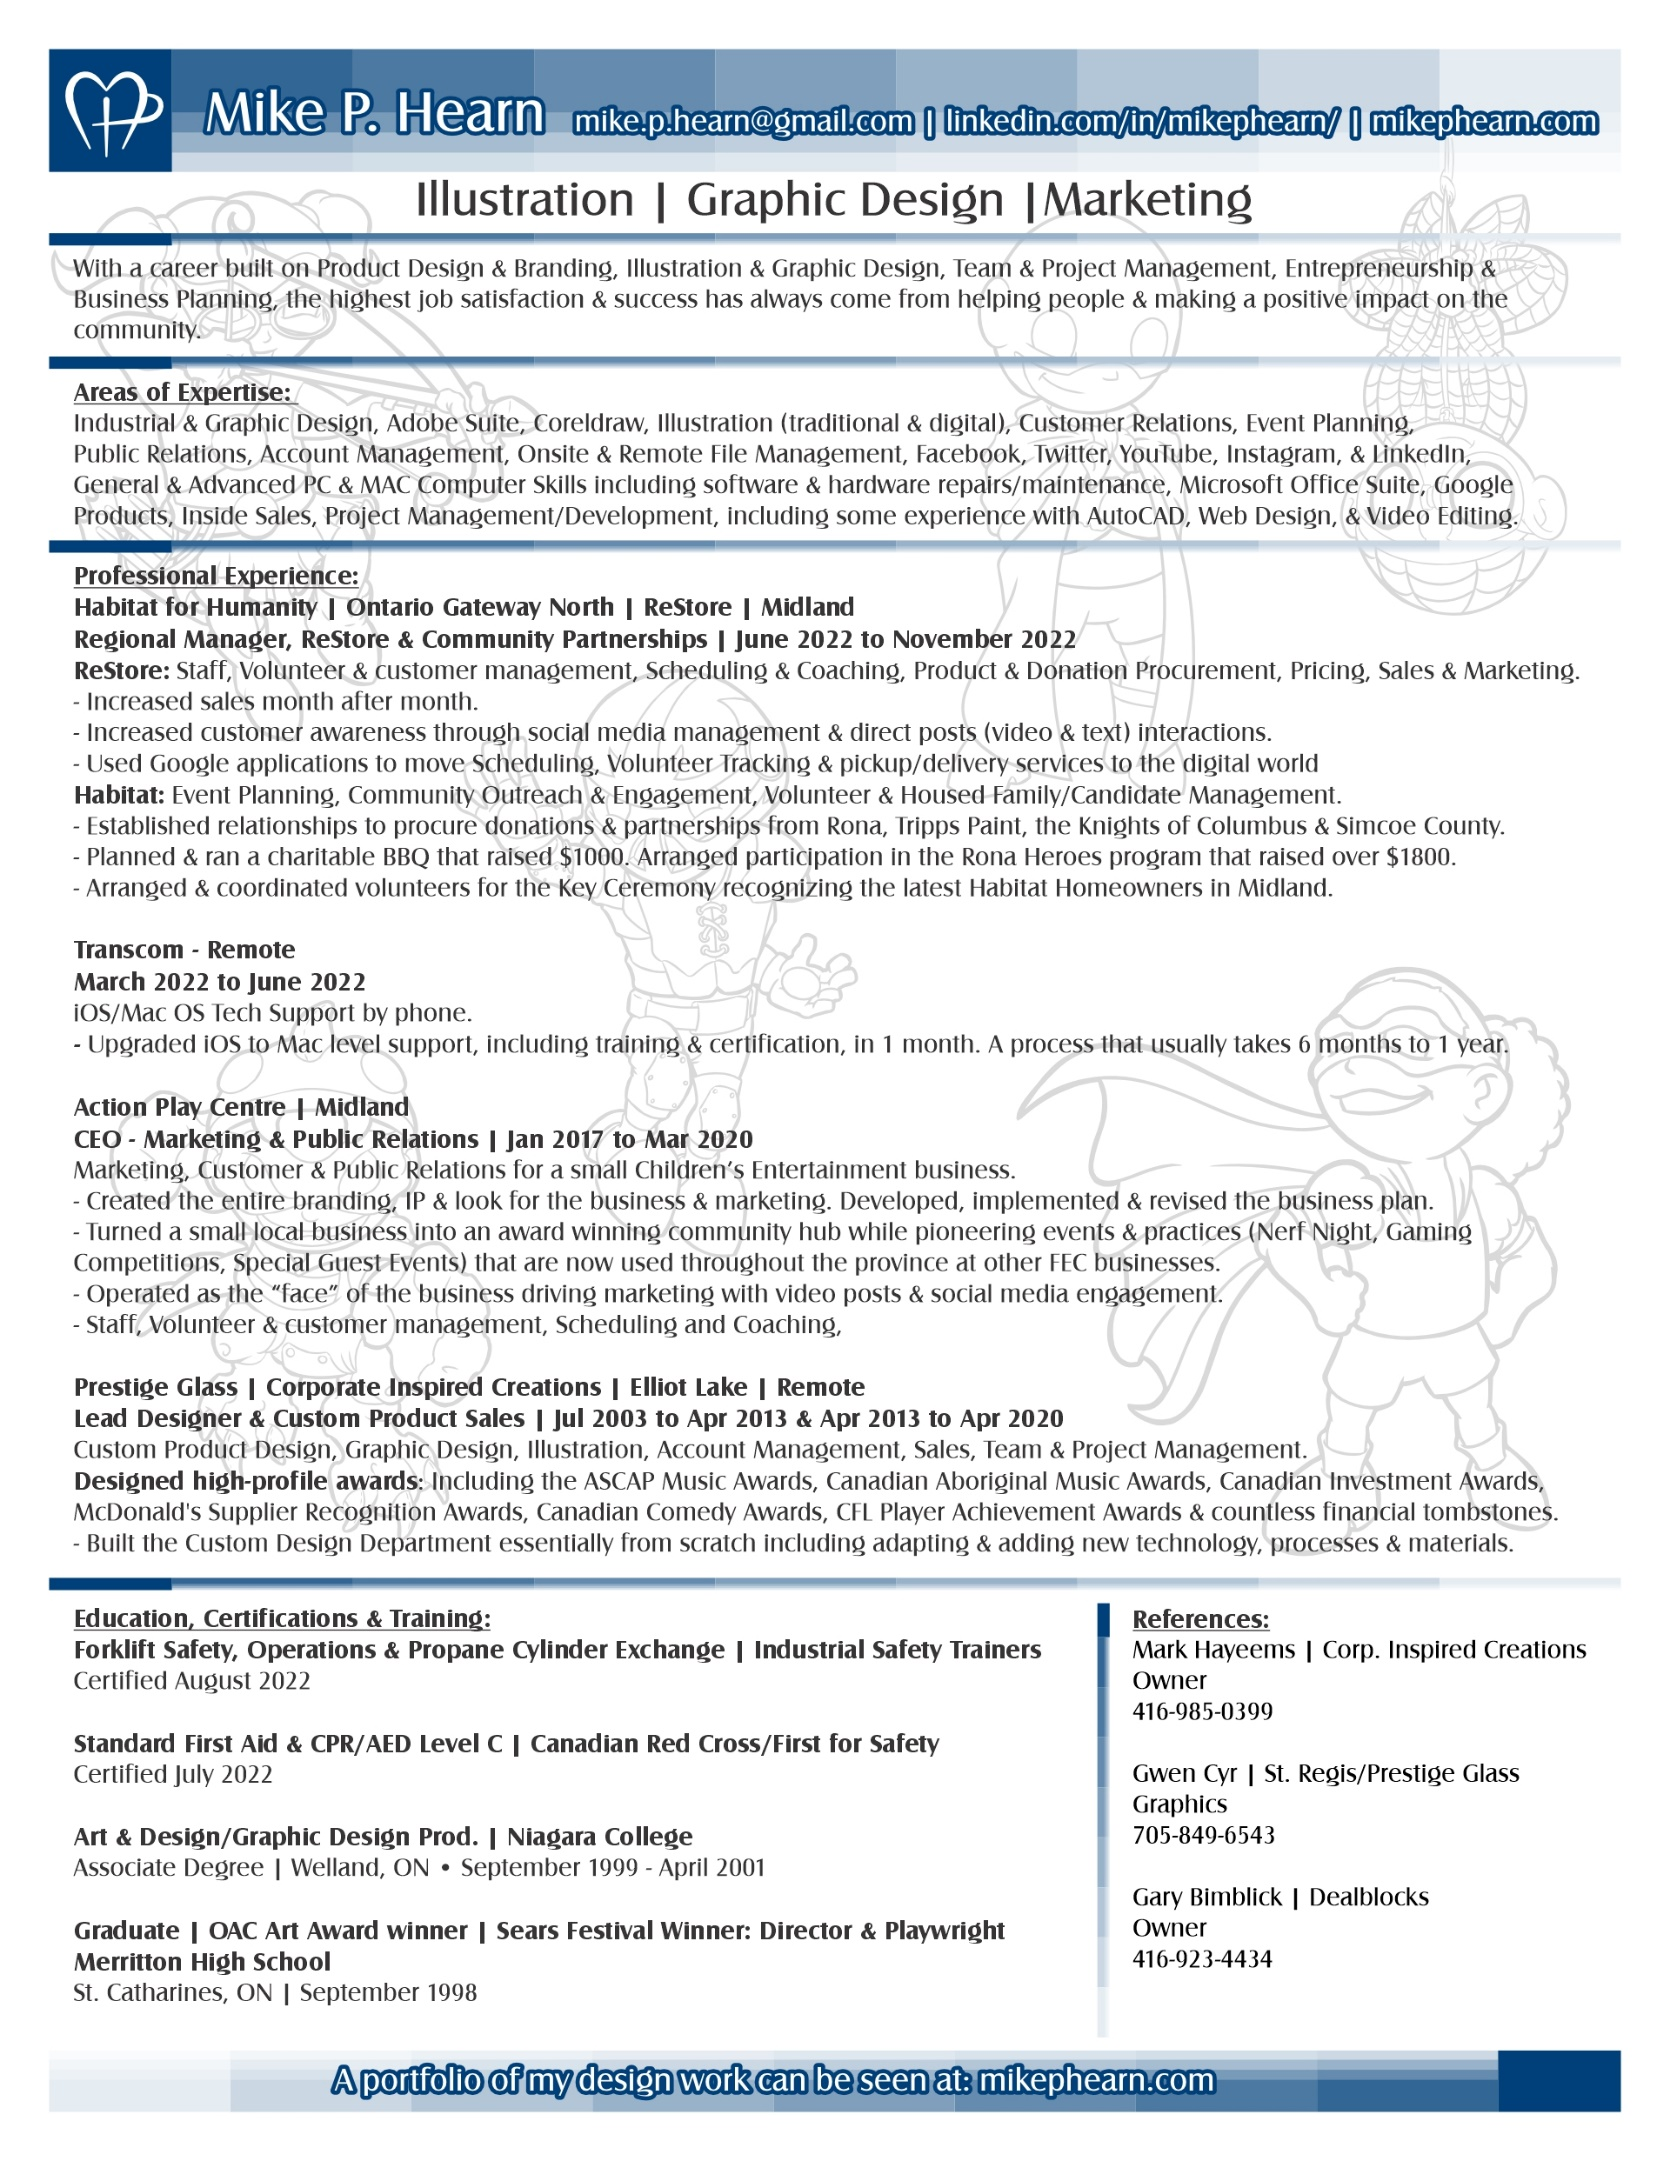 Mike P. Hearn mike.p.hearn@gmail.com | linkedin.com/in/mikephearn/ | mikephearn.com
Illustration | Graphic Design |Marketing
With a career built on Product Design & Branding, Illustration & Graphic Design, Team & Project Management, Entrepreneurship &
Business Planning, the highest job satisfaction & success has always come from helping people & making a positive impact on the
community.
Areas of Expertise:
Industrial & Graphic Design, Adobe Suite, Coreldraw, Illustration (traditional & digital), Customer Relations, Event Planning,
Public Relations, Account Management, Onsite & Remote File Management, Facebook, Twitter, YouTube, Instagram, & LinkedIn,
General & Advanced PC & MAC Computer Skills including software & hardware repairs/maintenance, Microsoft Office Suite, Google
Products, Inside Sales, Project Management/Development, including some experience with AutoCAD, Web Design, & Video Editing.
Professional Experience:
Habitat for Humanity | Ontario Gateway North | ReStore | Midland
Regional Manager, ReStore & Community Partnerships | June 2022 to November 2022
ReStore: Staff, Volunteer & customer management, Scheduling & Coaching, Product & Donation Procurement, Pricing, Sales & Marketing.
- Increased sales month after month.
- Increased customer awareness through social media management & direct posts (video & text) interactions.
- Used Google applications to move Scheduling, Volunteer Tracking & pickup/delivery services to the digital world
Habitat: Event Planning, Community Outreach & Engagement, Volunteer & Housed Family/Candidate Management.
- Established relationships to procure donations & partnerships from Rona, Tripps Paint, the Knights of Columbus & Simcoe County.
- Planned & ran a charitable BBQ that raised $1000. Arranged participation in the Rona Heroes program that raised over $1800.
- Arranged & coordinated volunteers for the Key Ceremony recognizing the latest Habitat Homeowners in Midland.
Transcom - Remote
March 2022 to June 2022
iOS/Mac OS Tech Support by phone.
- Upgraded iOS to Mac level support, including training & certification, in 1 month. A process that usually takes 6 months to 1 year.
Action Play Centre | Midland
CEO - Marketing & Public Relations | Jan 2017 to Mar 2020
Marketing, Customer & Public Relations for a small Children’s Entertainment business.
- Created the entire branding, IP & look for the business & marketing. Developed, implemented & revised the business plan.
- Turned a small local business into an award winning community hub while pioneering events & practices (Nerf Night, Gaming
Competitions, Special Guest Events) that are now used throughout the province at other FEC businesses.
- Operated as the “face” of the business driving marketing with video posts & social media engagement.
- Staff, Volunteer & customer management, Scheduling and Coaching,
Prestige Glass | Corporate Inspired Creations | Elliot Lake | Remote
Lead Designer & Custom Product Sales | Jul 2003 to Apr 2013 & Apr 2013 to Apr 2020
Custom Product Design, Graphic Design, Illustration, Account Management, Sales, Team & Project Management.
Designed high-profile awards: Including the ASCAP Music Awards, Canadian Aboriginal Music Awards, Canadian Investment Awards,
McDonald's Supplier Recognition Awards, Canadian Comedy Awards, CFL Player Achievement Awards & countless financial tombstones.
- Built the Custom Design Department essentially from scratch including adapting & adding new technology, processes & materials.
Education, Certifications & Training:
Forklift Safety, Operations & Propane Cylinder Exchange | Industrial Safety Trainers
Certified August 2022
Standard First Aid & CPR/AED Level C | Canadian Red Cross/First for Safety
Certified July 2022
Art & Design/Graphic Design Prod. | Niagara College
Associate Degree | Welland, ON • September 1999 - April 2001
Graduate | OAC Art Award winner | Sears Festival Winner: Director & Playwright
Merritton High School
St. Catharines, ON | September 1998
References:
Mark Hayeems | Corp. Inspired Creations
Owner
416-985-0399
Gwen Cyr | St. Regis/Prestige Glass
Graphics
705-849-6543
Gary Bimblick | Dealblocks
Owner
416-923-4434
A portfolio of my design work can be seen at: mikephearn.com